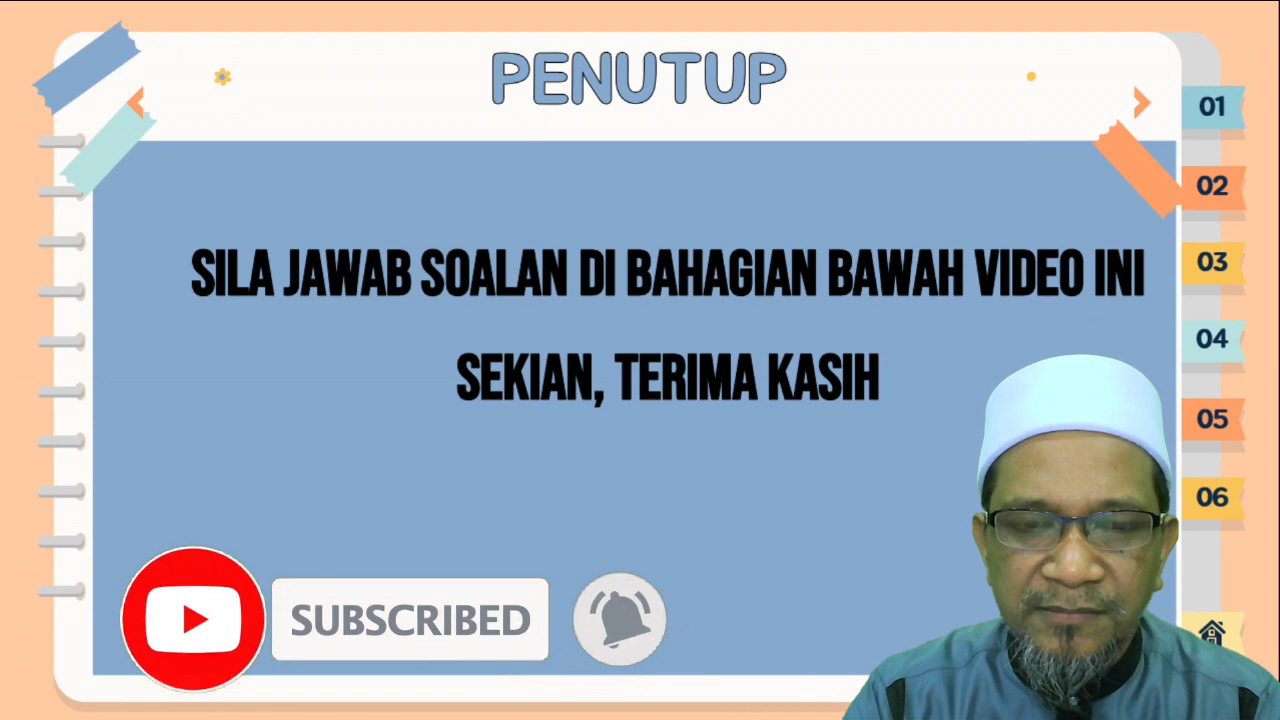 PENUTUP
SILA JAWAB SOALAN DI BAHAGIAN BAWAH VIDEO INI
SEKIAN, TERIMA KASIH
SUBSCRIBED
01
02
03
04
05
06